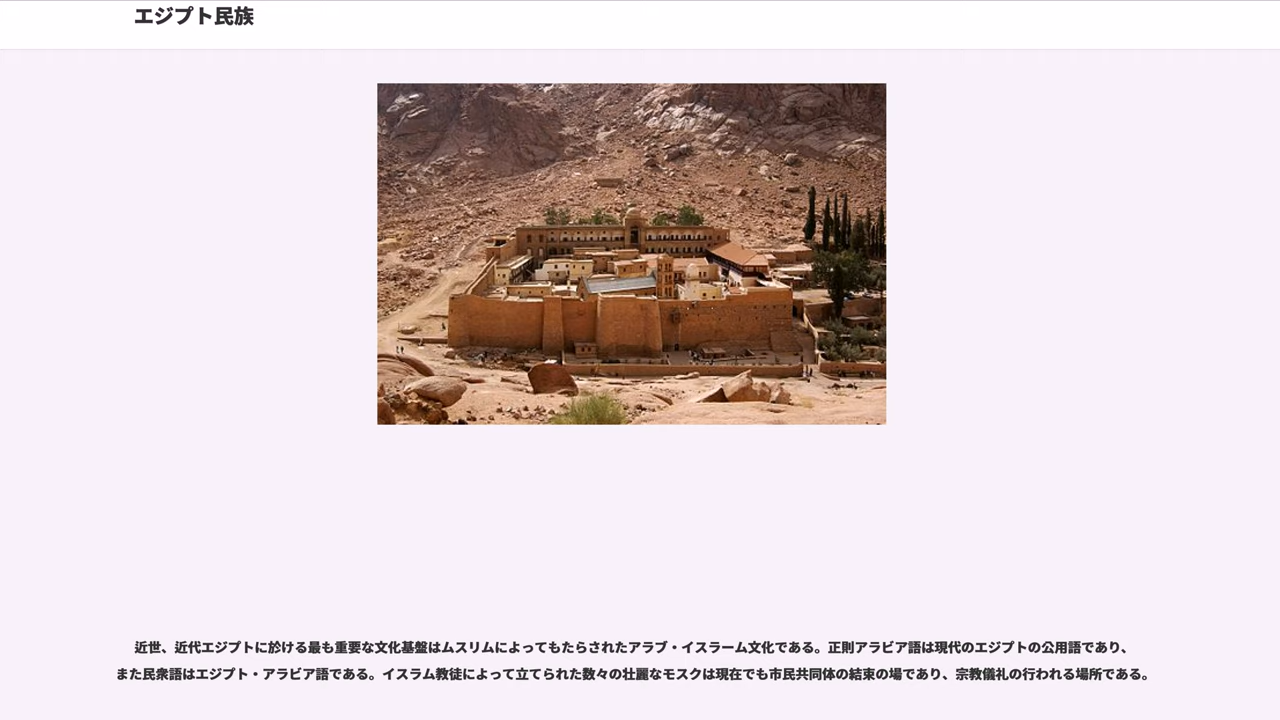 エジプト民族
近世、近代エジプトに於ける最も重要な文化基盤はムスリムによってもたらされたアラブ・イスラーム文化である。正則アラビア語は現代のエジプトの公用語であり、
また民衆語はエジプト・アラビア語である。イスラム教徒によって立てられた数々の壮麗なモスクは現在でも市民共同体の結束の場であり、宗教儀礼の行われる場所である。